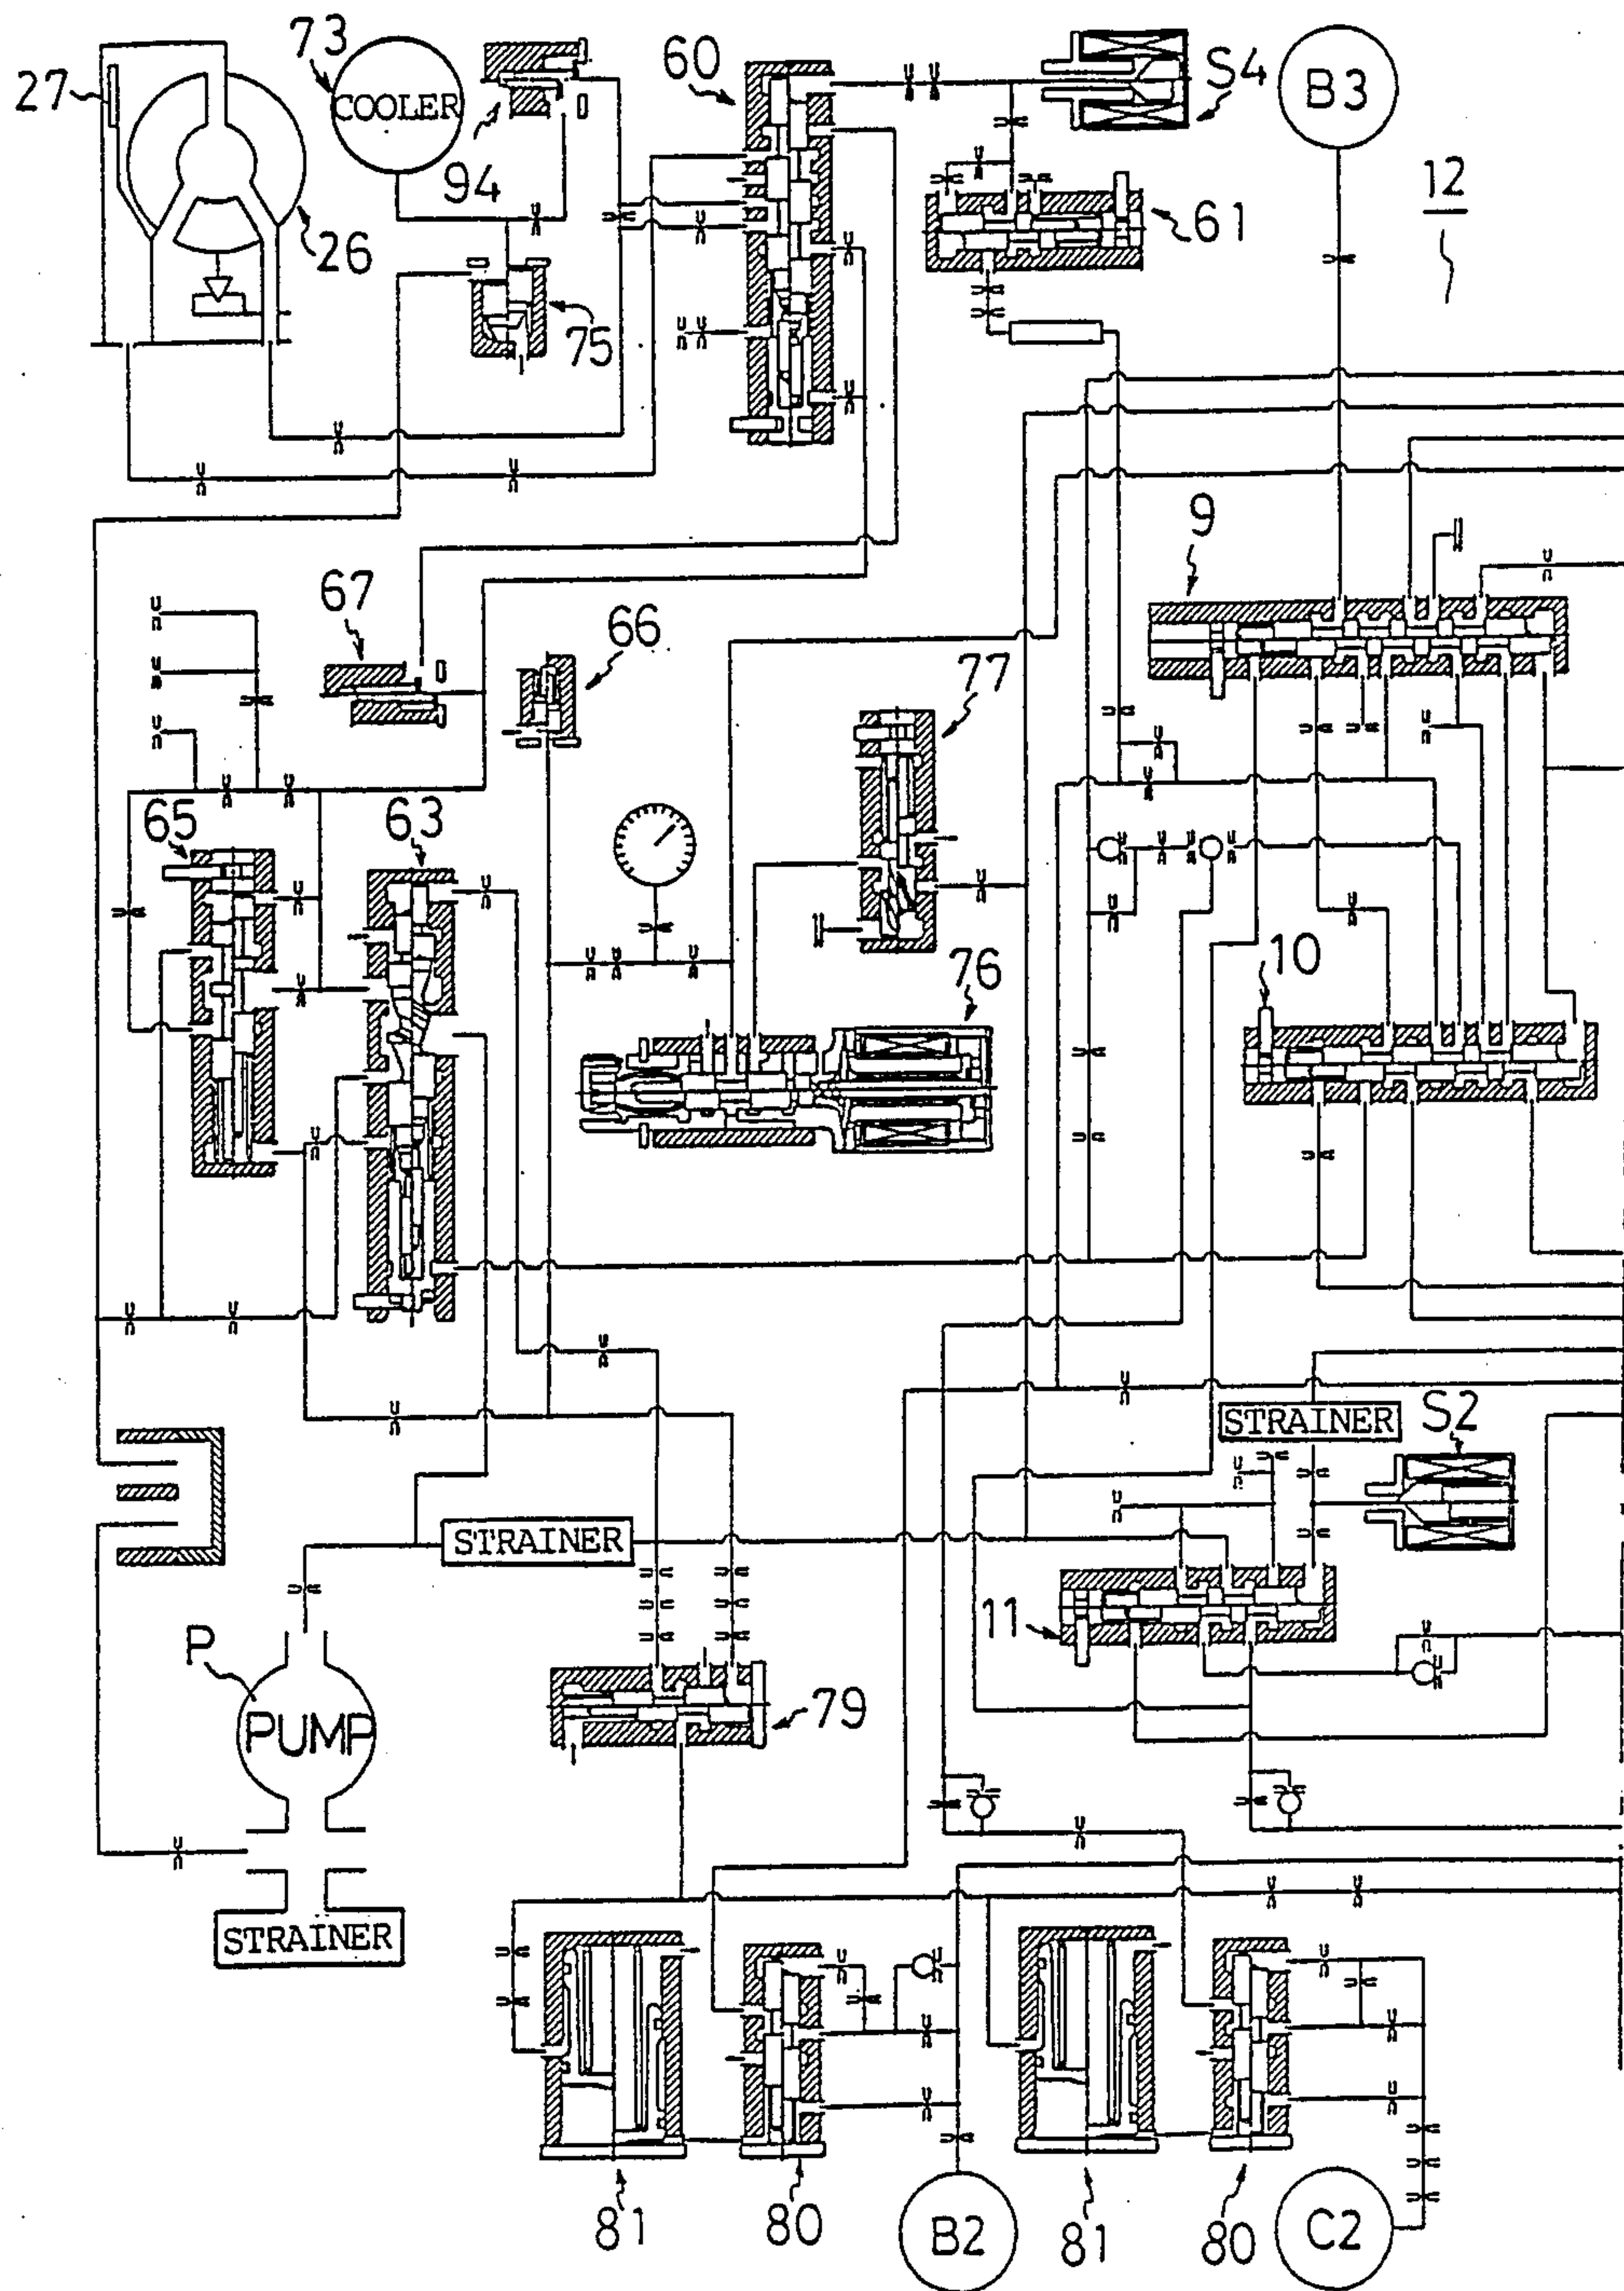 73
27
COOLER
60
S4
B3
94
12
26
61
75
9
67
66
77
65
63
10
76
STRAINER
S2
STRAINER
P
PUMP
11
79
STRAINER
81
80
B2
81
80
C2